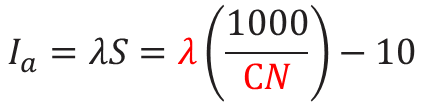 Iₐ = λS = λ(1000/CN) − 10